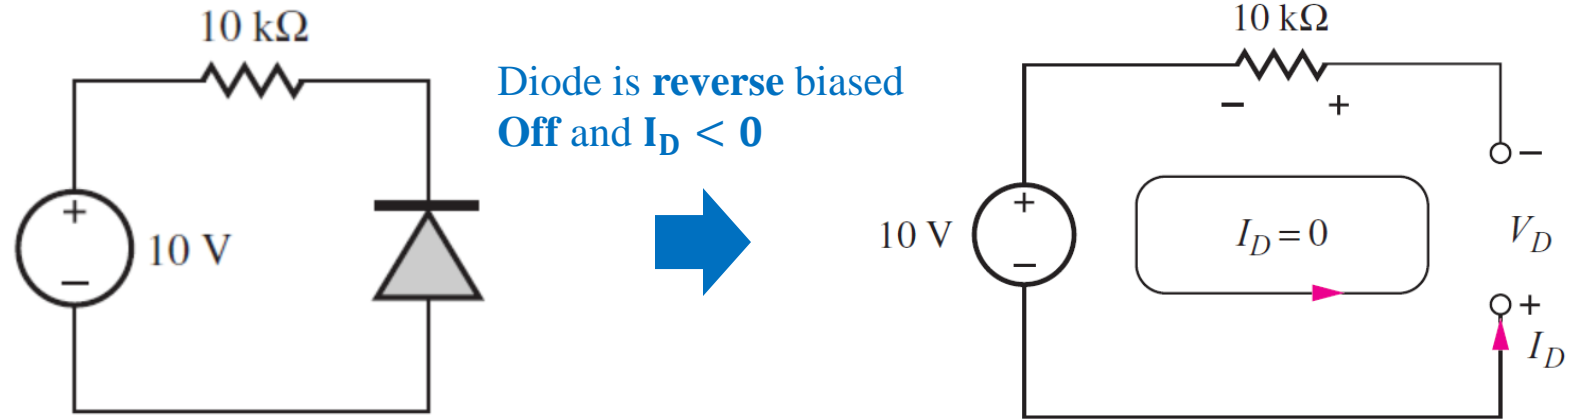 10 kΩ
+
−
10 V
Diode is reverse biased
Off and I_D < 0
10 kΩ
− +
−
10 V
+
−
I_D = 0
V_D
+
I_D